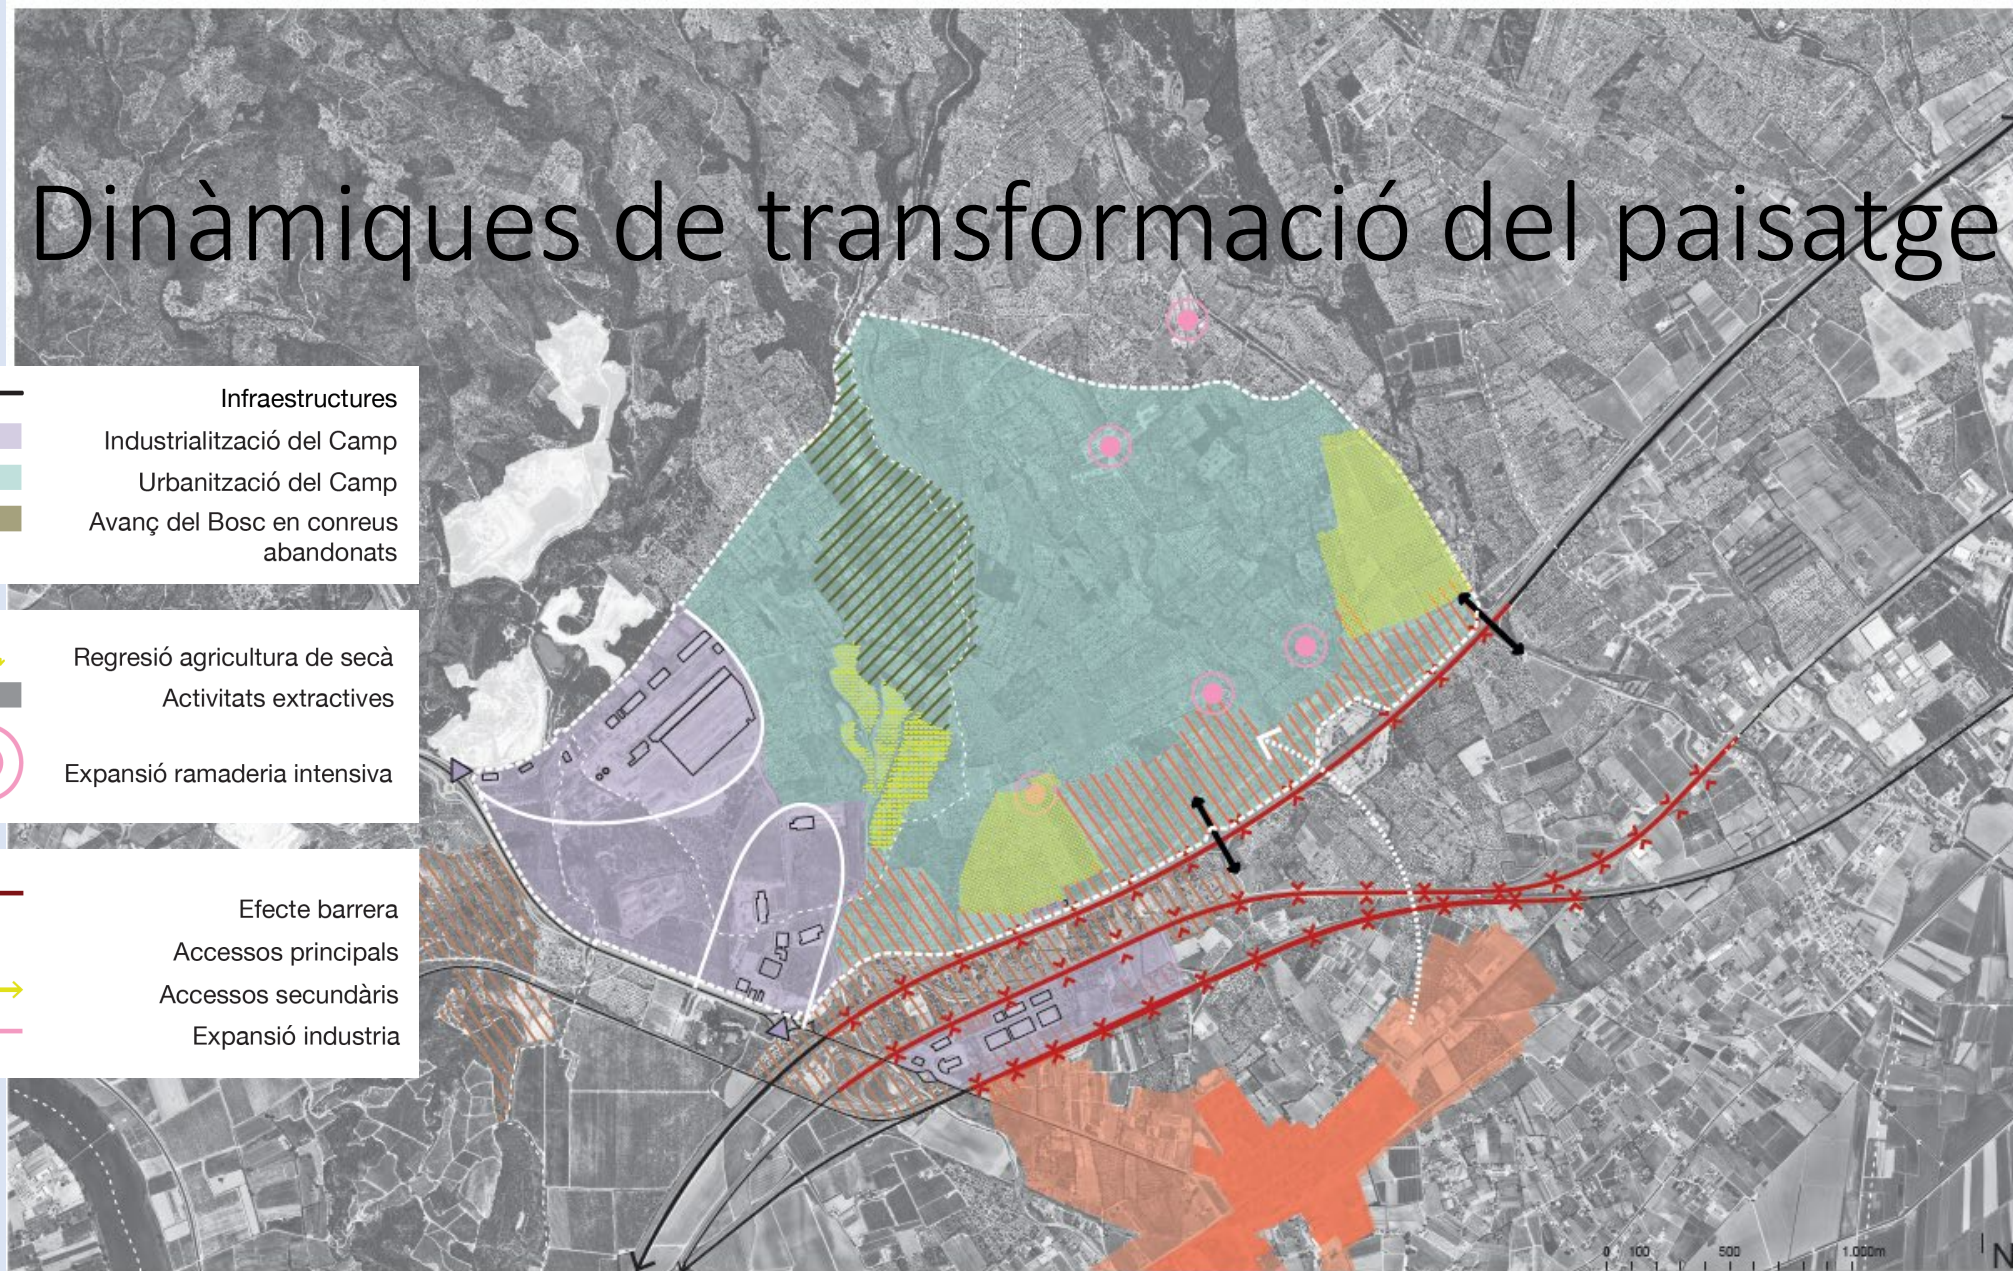 Dinàmiques de transformació del paisatge
Infraestructures
Industrialització del Camp
Urbanització del Camp
Avanç del Bosc en conreus
abandonats
Regresió agricultura de secà
Activitats extractives
Expansió ramaderia intensiva
Efecte barrera
Accessos principals
Accessos secundàris
Expansió industria
0 100 500 1.000m
N